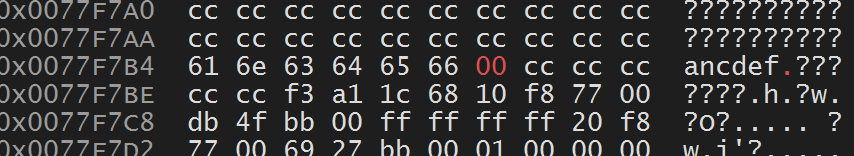 0x0077F7A0 cc cc cc cc cc cc cc cc cc cc ??????????
0x0077F7AA cc cc cc cc cc cc cc cc cc cc ??????????
0x0077F7B4 61 6e 63 64 65 66 00 cc cc cc ancdef.???
0x0077F7BE cc cc f3 a1 1c 68 10 f8 77 00 ????.h.?w.
0x0077F7C8 db 4f bb 00 ff ff ff ff 20 f8 ?O?..... ?
0x0077F7D2 77 00 69 27 bb 00 01 00 00 00 w.i'?.....